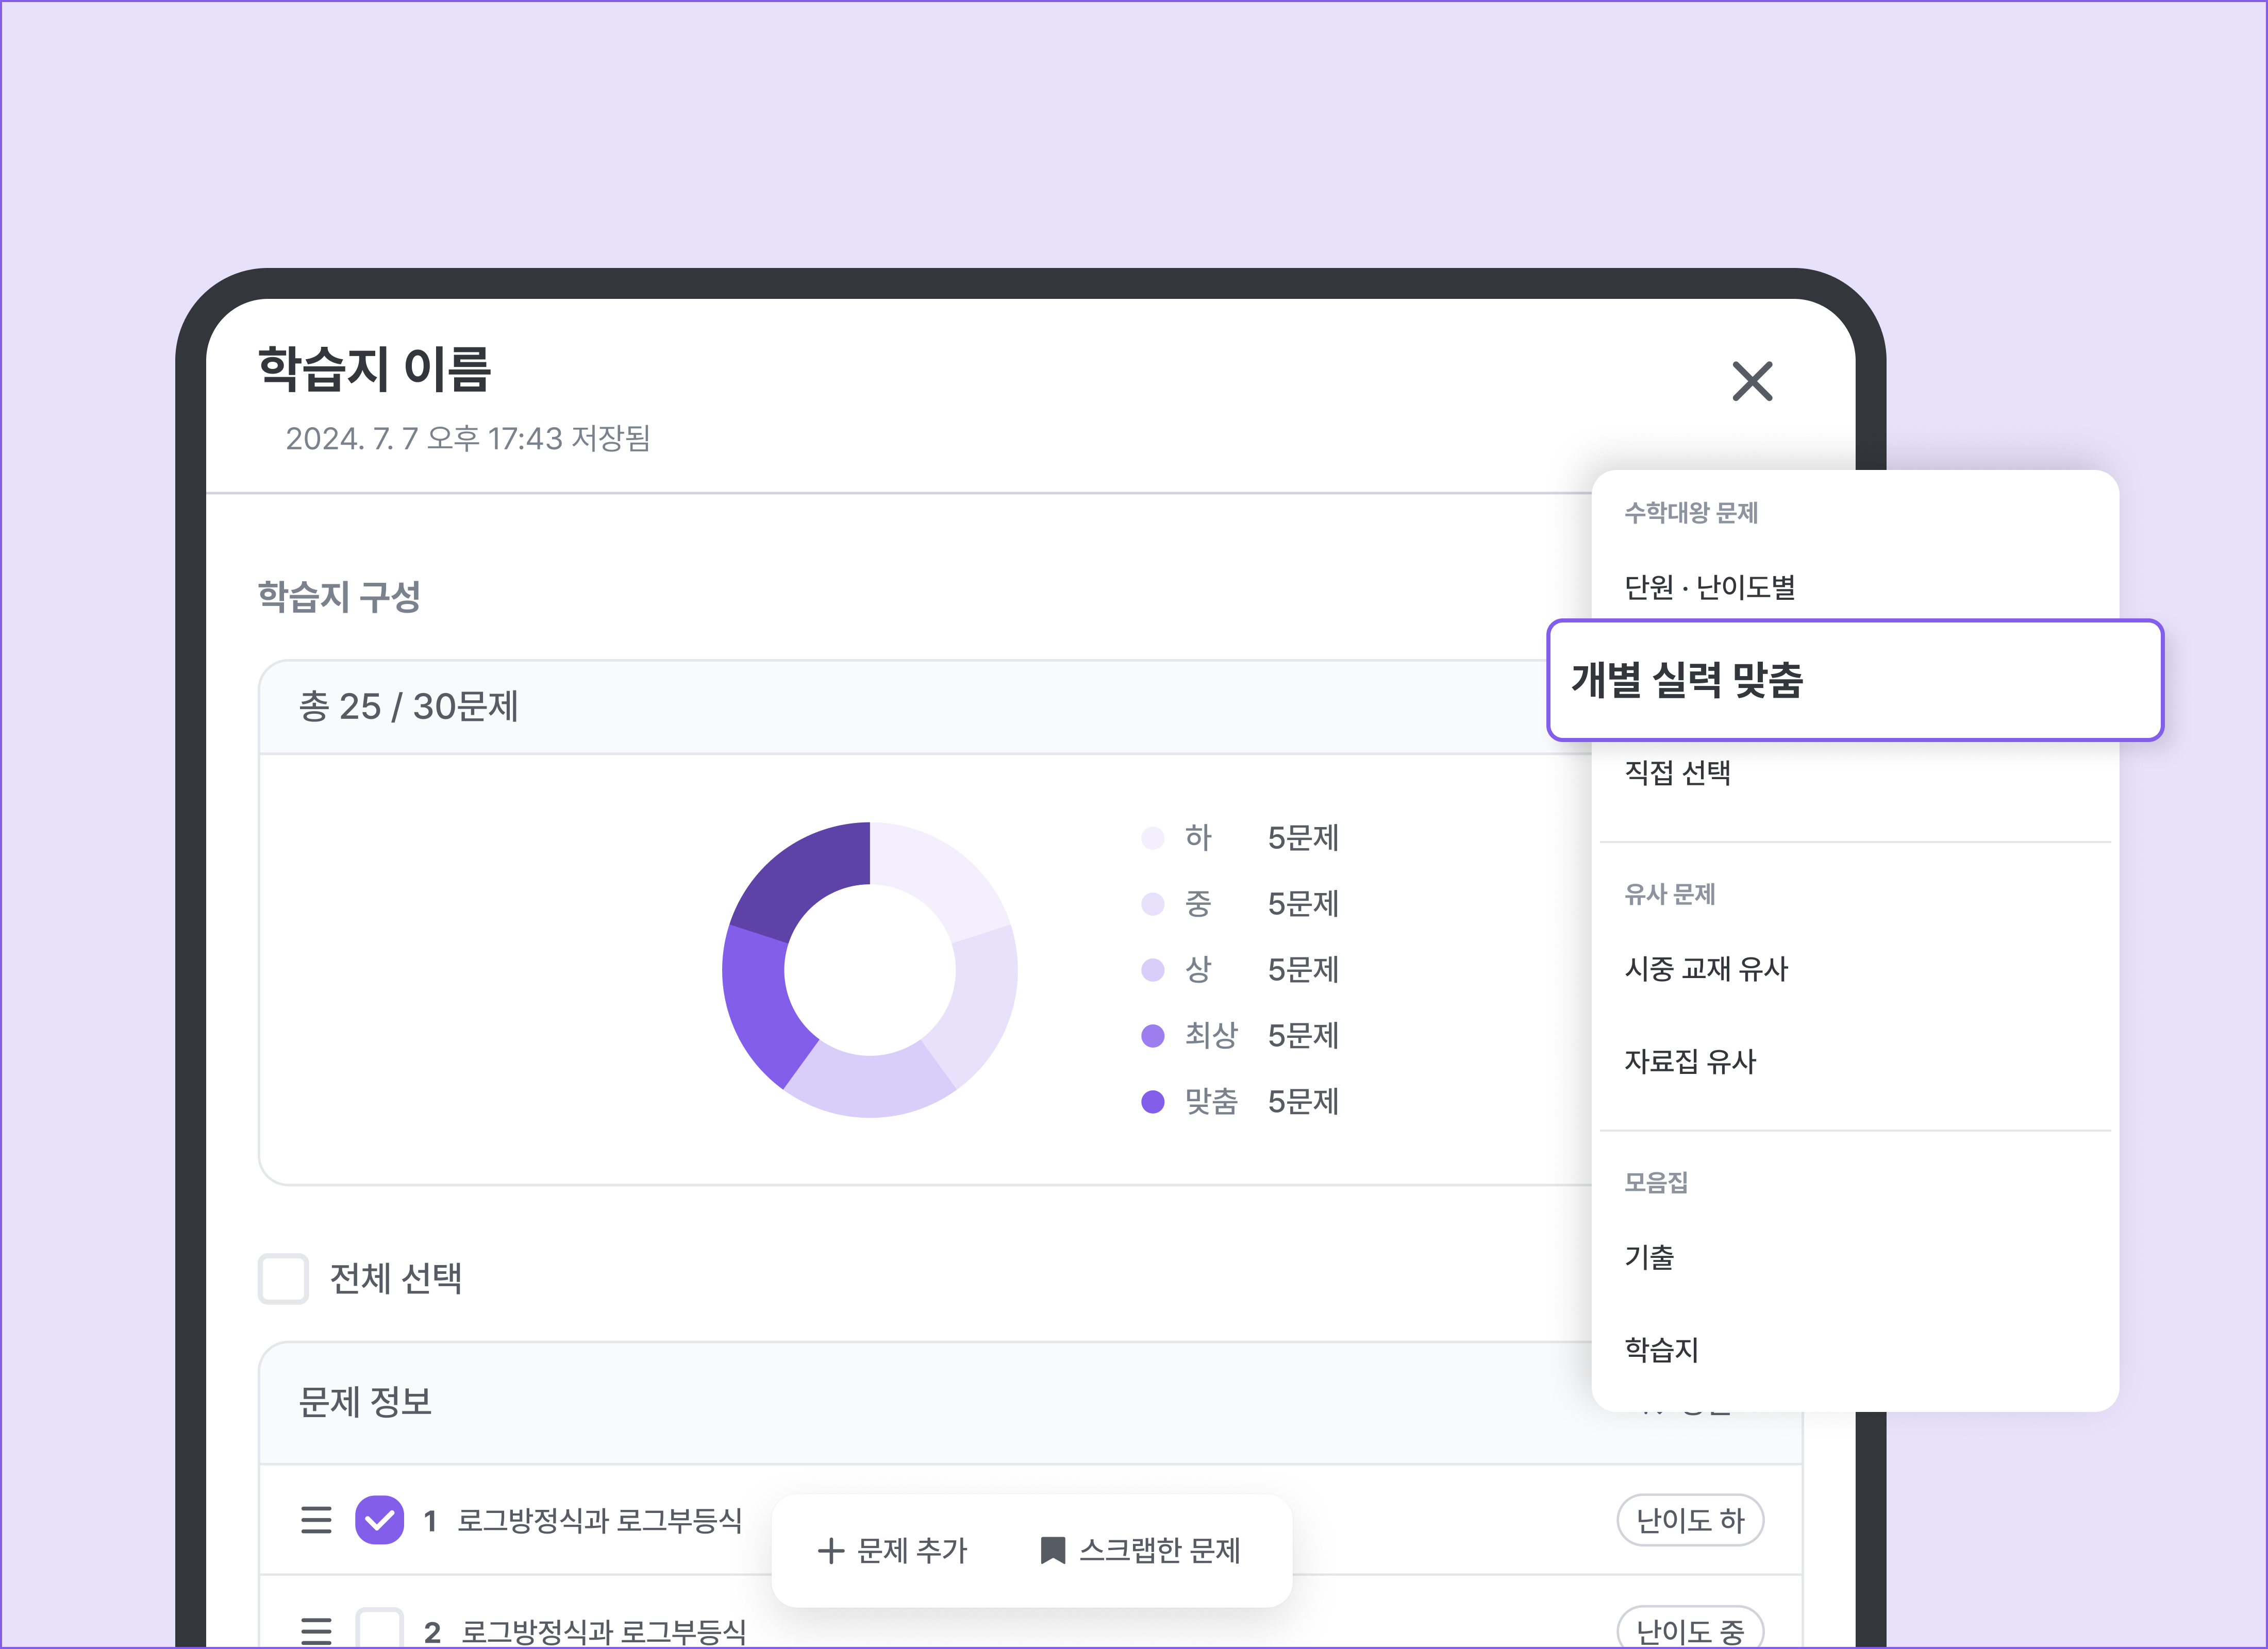 학습지 이름
2024. 7. 7 오후 17:43 저장됨
학습지 구성
총 25 / 30문제
하 5문제
중 5문제
상 5문제
최상 5문제
맞춤 5문제
전체 선택
문제 정보
1 로그방정식과 로그부등식 난이도 하
2 로그방정식과 로그부등식 난이도 중
문제 추가 스크랩한 문제
수학대왕 문제
단원 · 난이도별
개별 실력 맞춤
직접 선택
유사 문제
시중 교재 유사
자료집 유사
모음집
기출
학습지